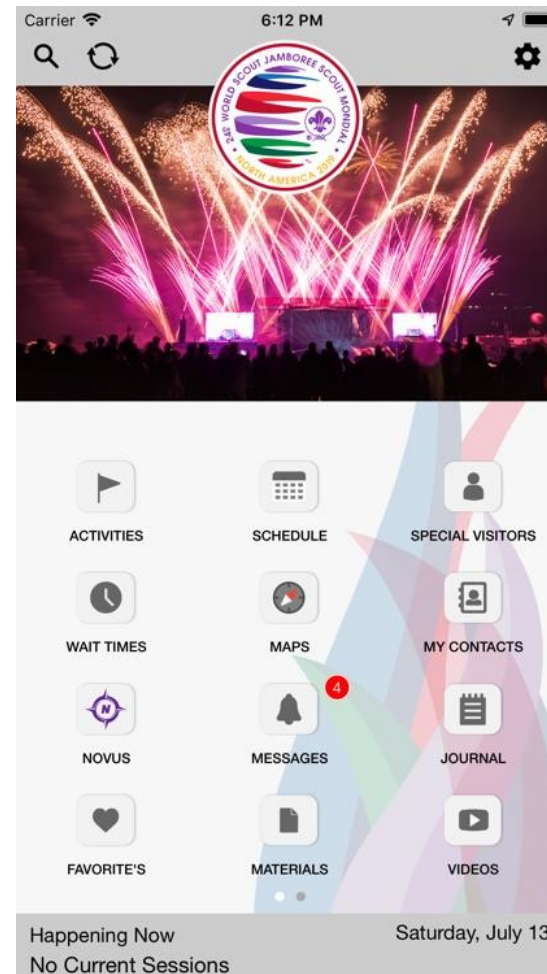 Carrier 6:12 PM
24E WORLD SCOUT JAMBOREE SCOUT MONDIAL
NORTH AMERICA 2019
ACTIVITIES SCHEDULE SPECIAL VISITORS
WAIT TIMES MAPS MY CONTACTS
N
NOVUS MESSAGES 4 JOURNAL
FAVORITE'S MATERIALS VIDEOS
Happening Now Saturday, July 13
No Current Sessions